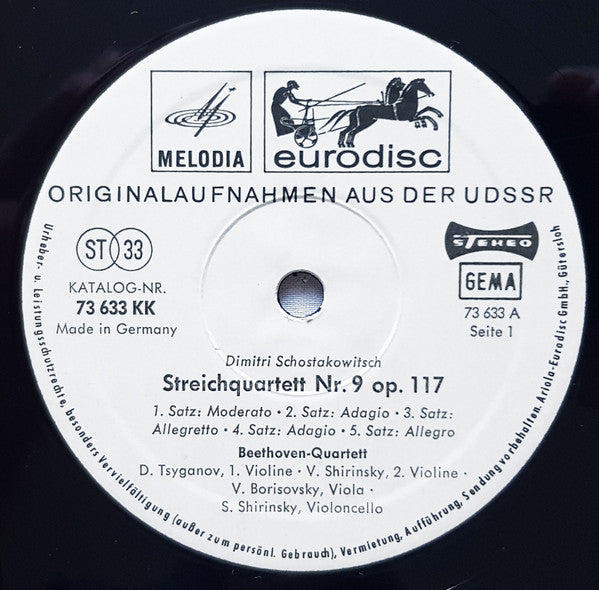 MELODIA
eurodisc
ORIGINALAUFNAHMEN AUS DER UDSSR
ST 33
KATALOG-NR.
73 633 KK
Made in Germany
STEREO
GEMA
73 633 A
Seite 1
Dimitri Schostakowitsch
Streichquartett Nr. 9 op. 117
1. Satz: Moderato • 2. Satz: Adagio • 3. Satz:
Allegretto • 4. Satz: Adagio • 5. Satz: Allegro
Beethoven-Quartett
D. Tsyganov, 1. Violine • V. Shirinsky, 2. Violine •
V. Borisovsky, Viola •
S. Shirinsky, Violoncello
Urheber- u. Leistungsschutzrechte, besonders Vervielfältigung (außer zum persönl. Gebrauch), Vermietung, Aufführung, Sendung vorbehalten. Ariola-Eurodisc GmbH., Gütersloh